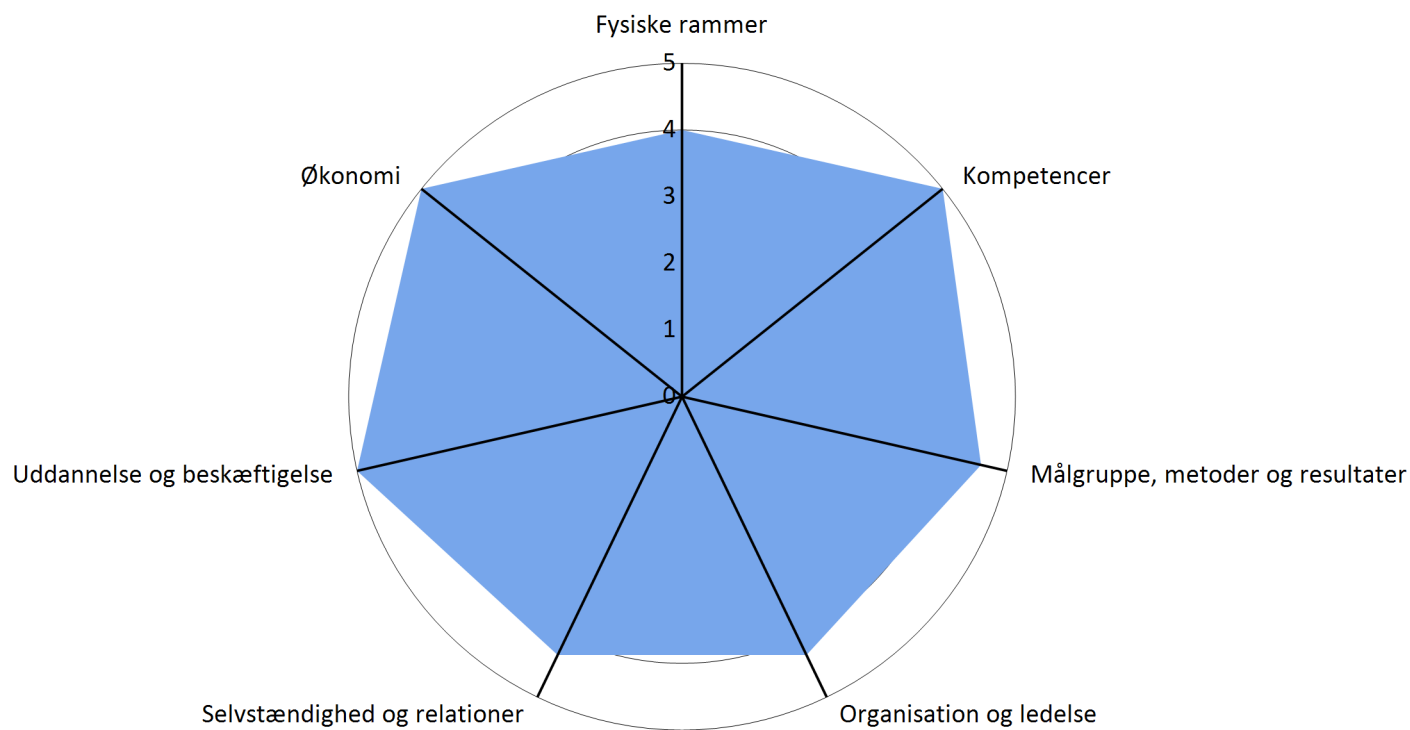 Fysiske rammer
5
4
3
2
1
0
Økonomi
Kompetencer
Uddannelse og beskæftigelse
Målgruppe, metoder og resultater
Selvstændighed og relationer
Organisation og ledelse